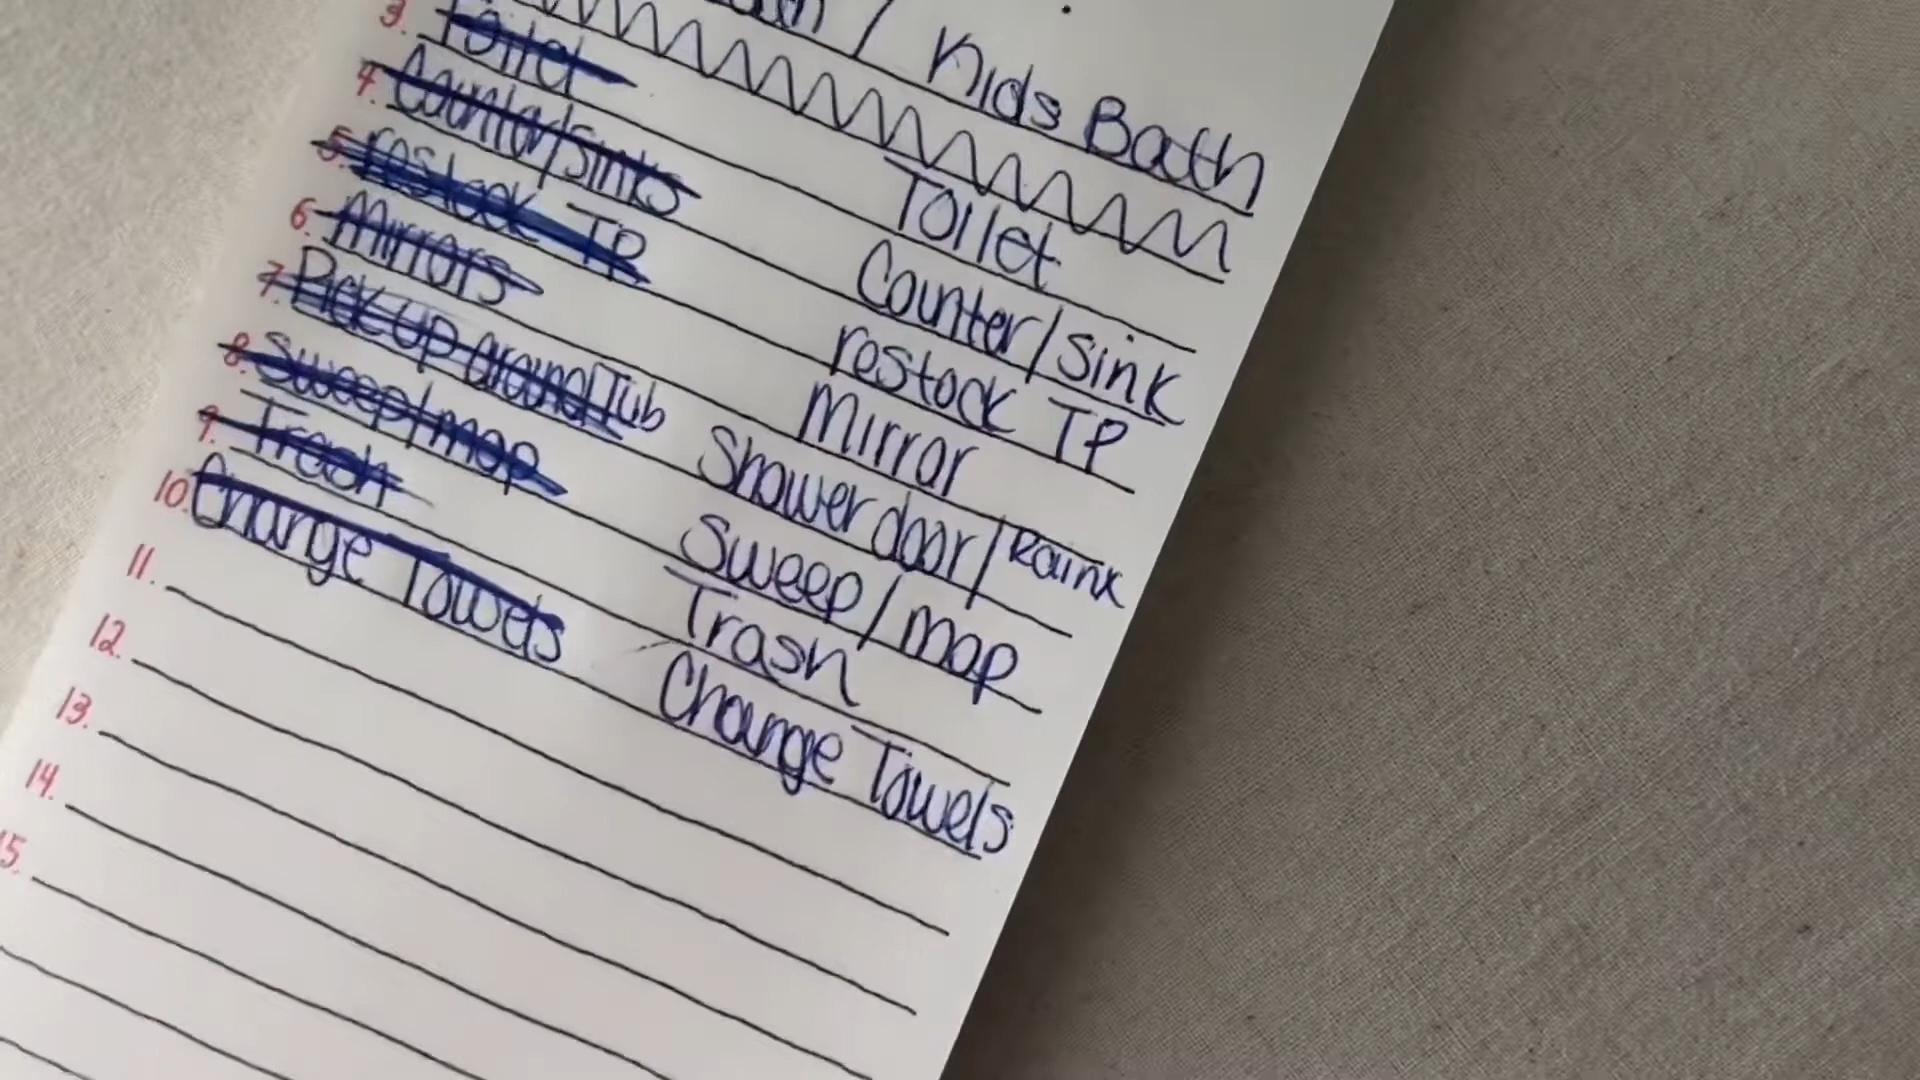 / Kids Bath
3. Toilet Toilet
4. Counter/sinks Counter/sink
5. restock TP restock TP
6. Mirrors Mirror
7. Pick up around Tub Shower door/Rainx
8. Sweep/mop Sweep/mop
9. Trash Trash
10. Change Towels Change Towels
11.
12.
13.
14.
15.